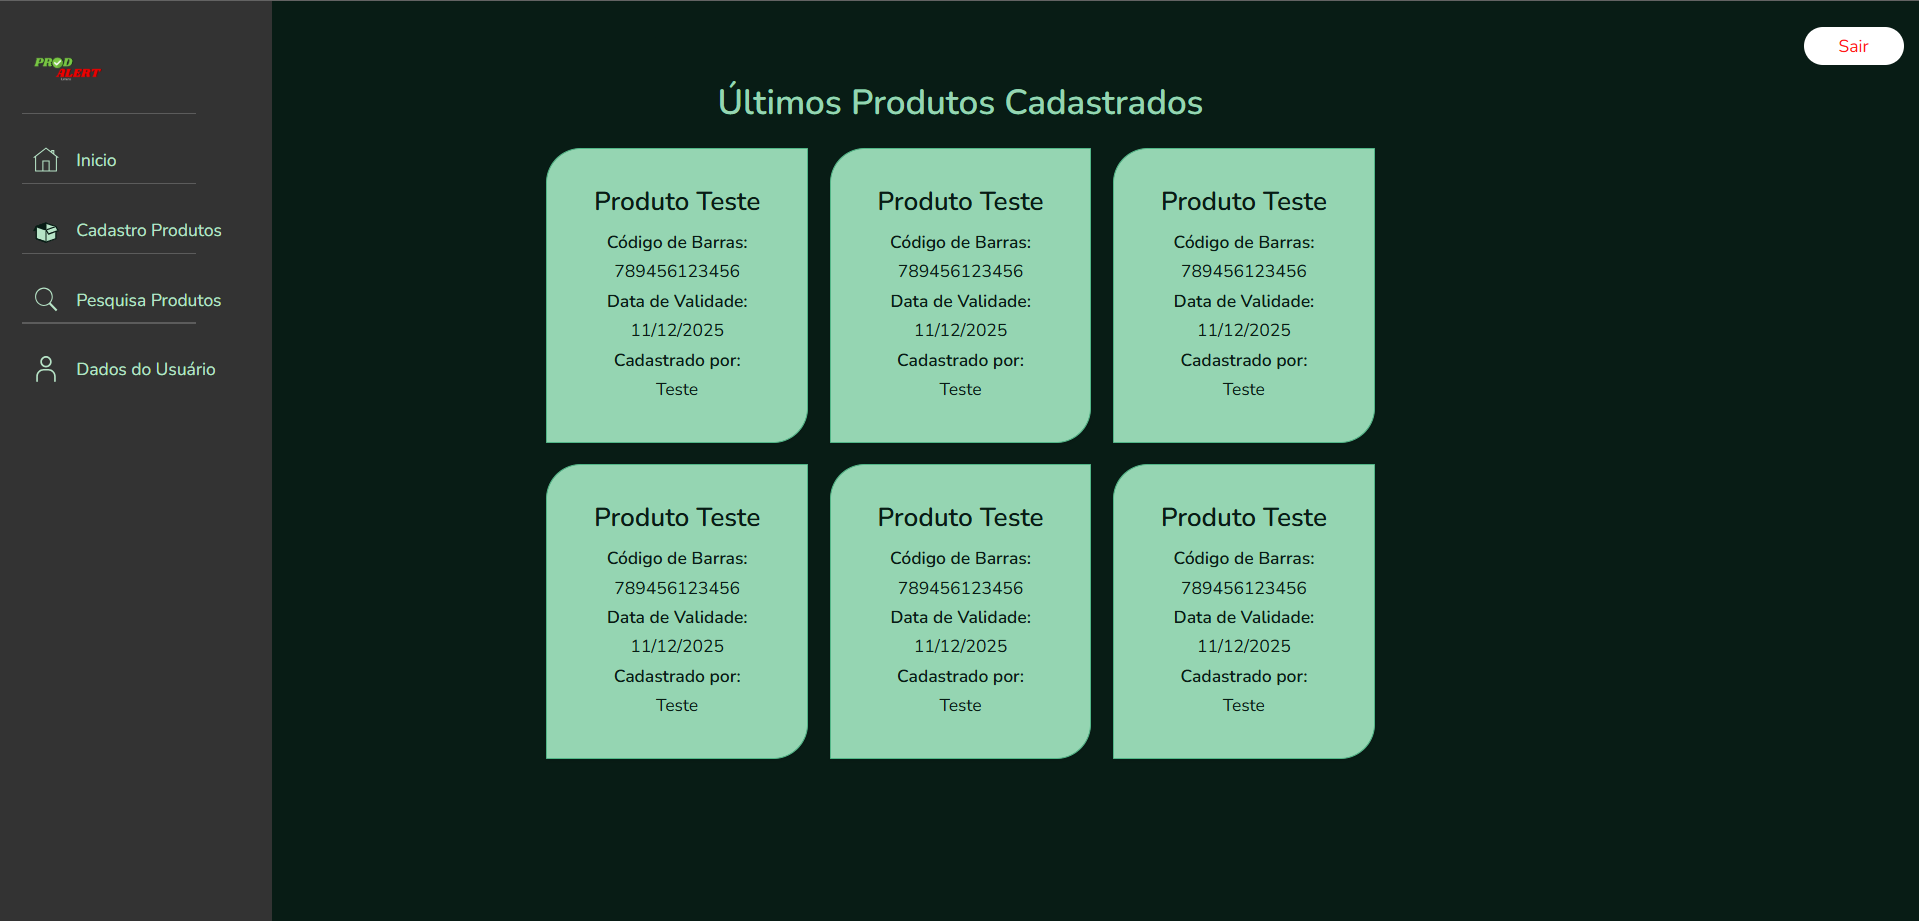 PROD
ALERT
Inicio
Cadastro Produtos
Pesquisa Produtos
Dados do Usuário
Sair
Últimos Produtos Cadastrados
Produto Teste
Código de Barras:
789456123456
Data de Validade:
11/12/2025
Cadastrado por:
Teste
Produto Teste
Código de Barras:
789456123456
Data de Validade:
11/12/2025
Cadastrado por:
Teste
Produto Teste
Código de Barras:
789456123456
Data de Validade:
11/12/2025
Cadastrado por:
Teste
Produto Teste
Código de Barras:
789456123456
Data de Validade:
11/12/2025
Cadastrado por:
Teste
Produto Teste
Código de Barras:
789456123456
Data de Validade:
11/12/2025
Cadastrado por:
Teste
Produto Teste
Código de Barras:
789456123456
Data de Validade:
11/12/2025
Cadastrado por:
Teste